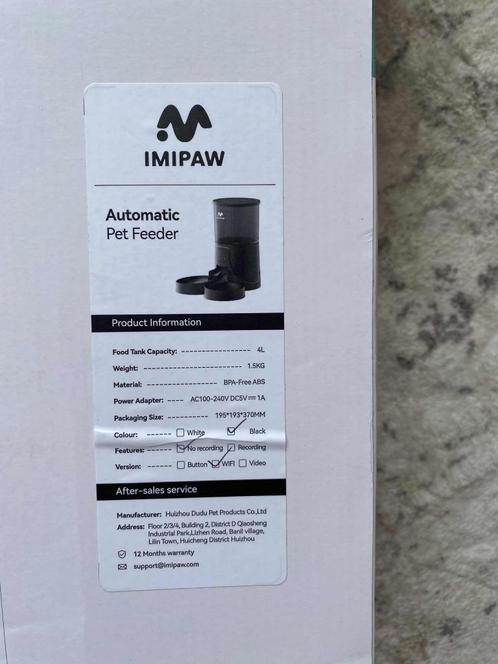 IMIPAW
Automatic
Pet Feeder
Product Information
Food Tank Capacity: ------------------- 4L
Weight: --------------------------- 1.5KG
Material: --------------------- BPA-Free ABS
Power Adapter: ---- AC100-240V DC5V⎓1A
Packaging Size: ---------- 195*193*370MM
Colour: ------ ☐ White ☑ Black
Features: ------ ☑ No recording ☐ Recording
Version: ------ ☐ Button ☑ WIFI ☐ Video
After-sales service
Manufacturer: Huizhou Dudu Pet Products Co.,Ltd
Address: Floor 2/3/4, Building 2, District D Qiaosheng
Industrial Park,Lizhen Road, Banil village,
Lilin Town, Huicheng District Huizhou
12 Months warranty
support@imipaw.com